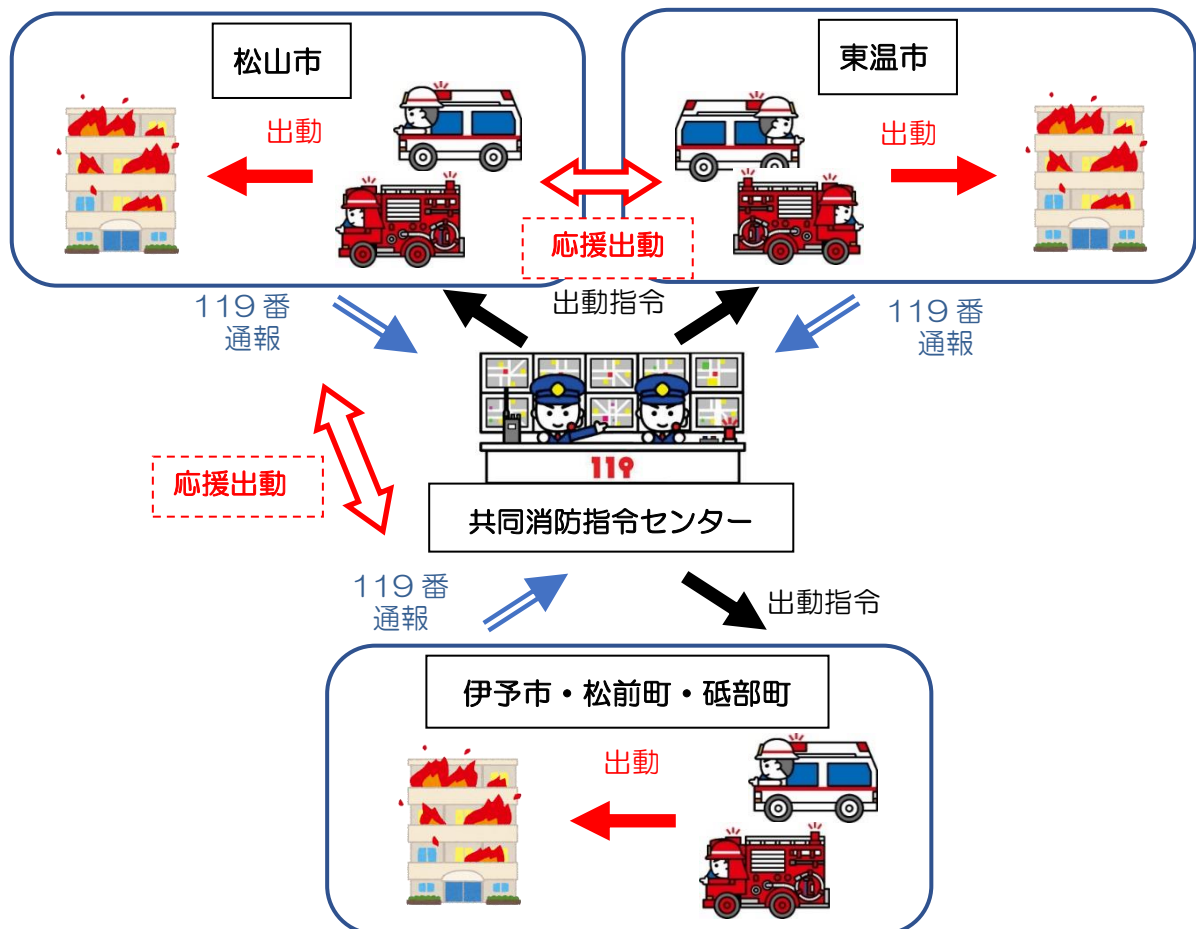 松山市
東温市
出動
出動
応援出動
出動指令
119番
通報
119番
通報
119
応援出動
共同消防指令センター
119番
通報
出動指令
伊予市・松前町・砥部町
出動